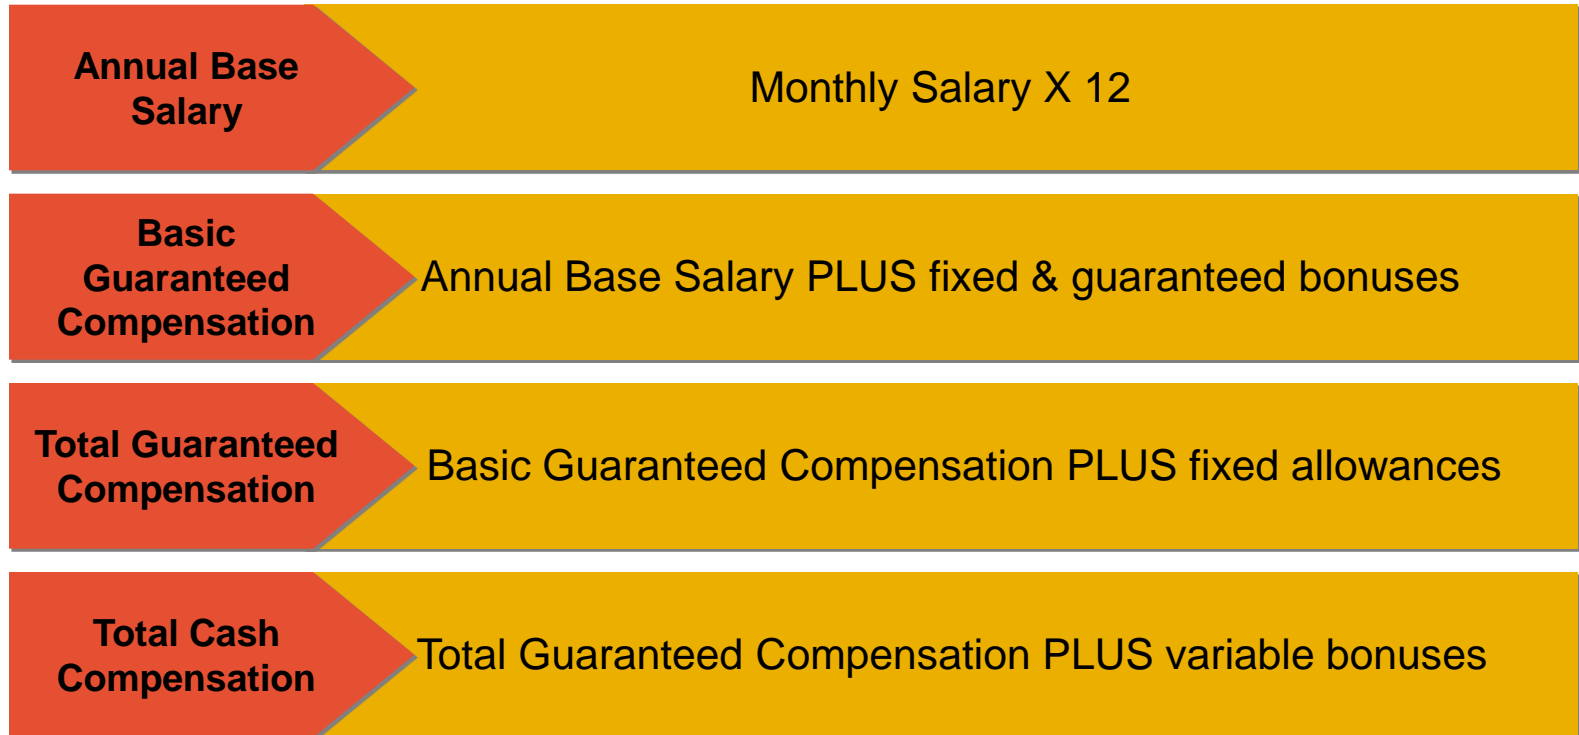 Annual Base
Salary
Monthly Salary X 12
Basic
Guaranteed
Compensation
Annual Base Salary PLUS fixed & guaranteed bonuses
Total Guaranteed
Compensation
Basic Guaranteed Compensation PLUS fixed allowances
Total Cash
Compensation
Total Guaranteed Compensation PLUS variable bonuses